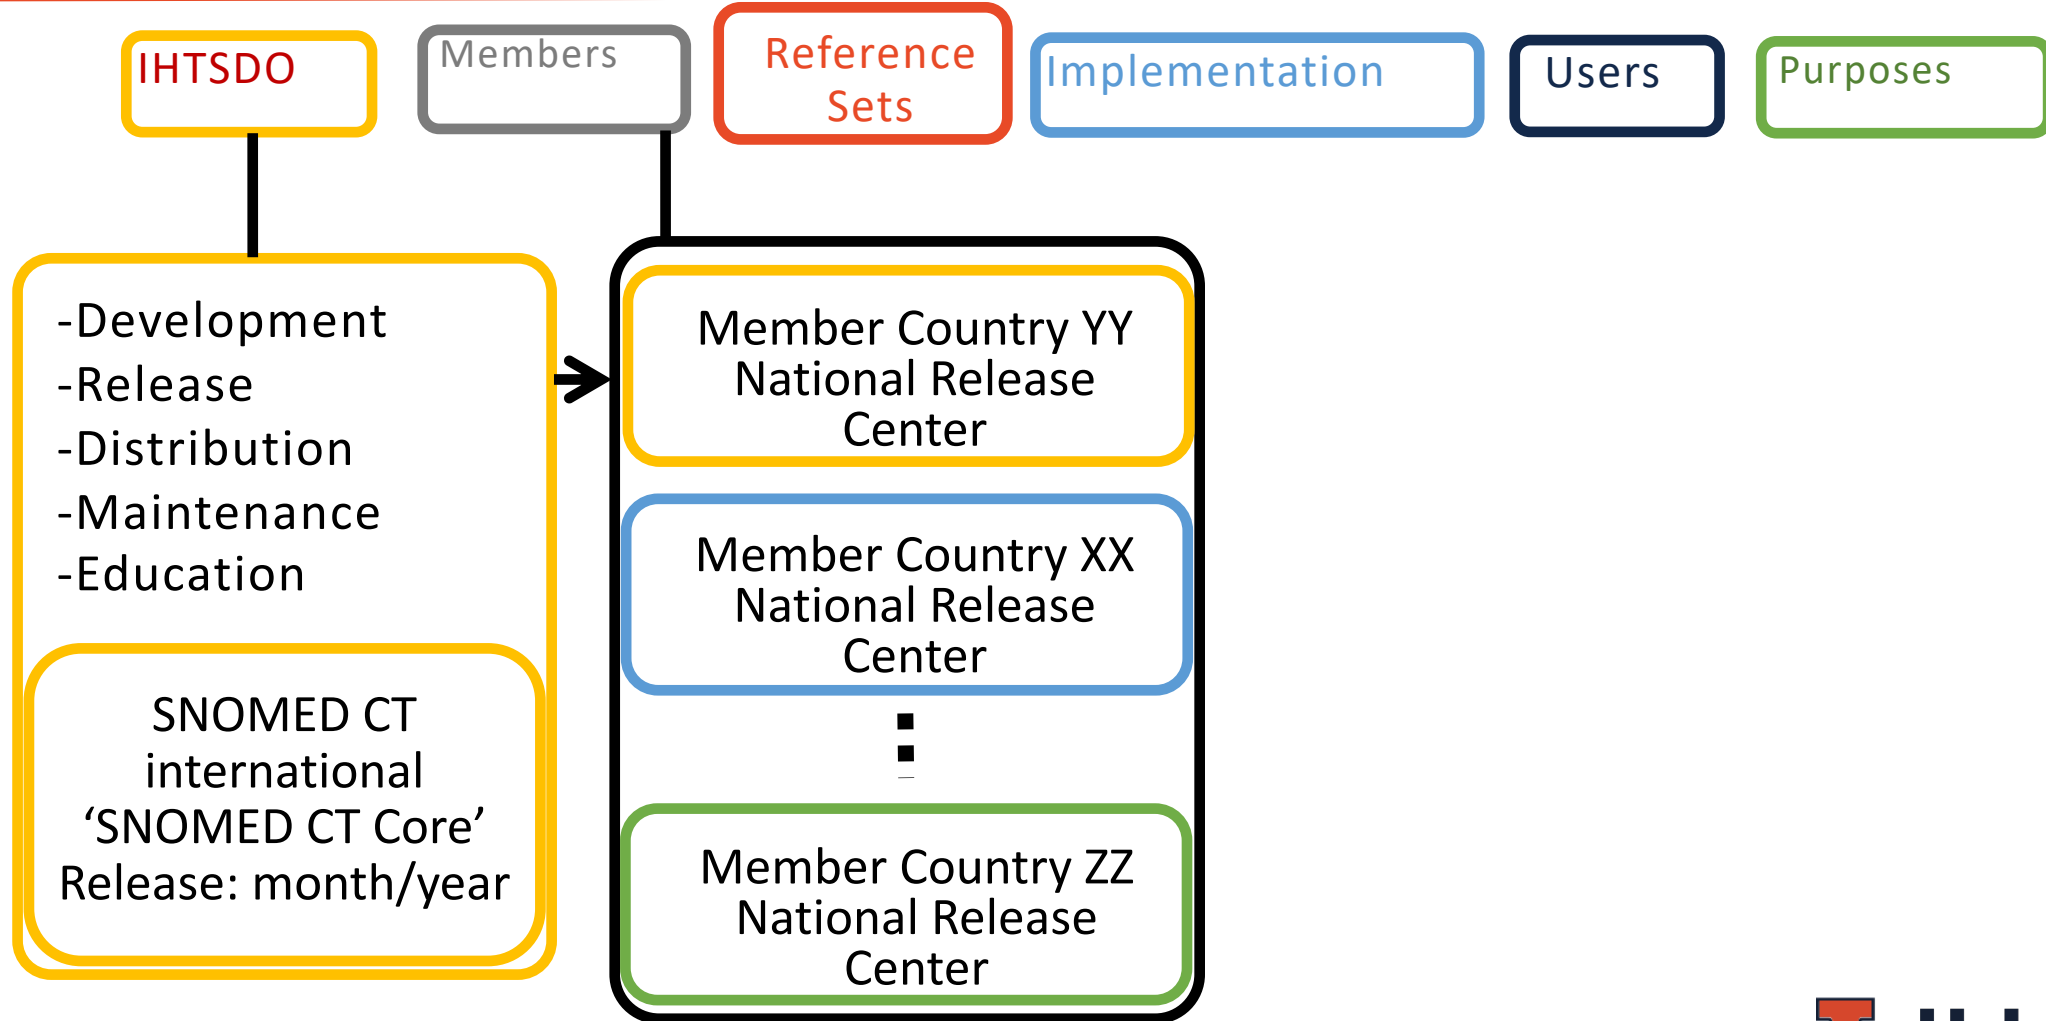 IHTSDO
Members
Reference
Sets
Implementation
Users
Purposes
-Development
-Release
-Distribution
-Maintenance
-Education
SNOMED CT
international
‘SNOMED CT Core’
Release: month/year
Member Country YY
National Release
Center
Member Country XX
National Release
Center
Member Country ZZ
National Release
Center